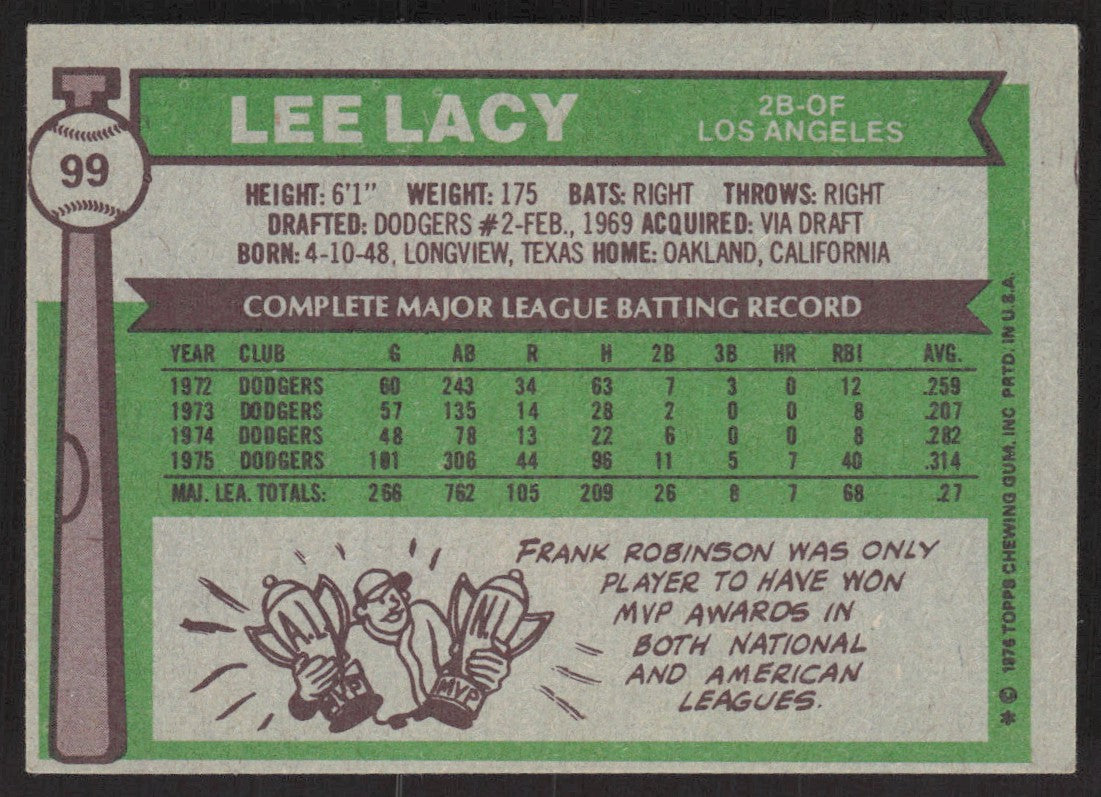 LEE LACY
2B-OF
LOS ANGELES
99
HEIGHT: 6'1" WEIGHT: 175 BATS: RIGHT THROWS: RIGHT
DRAFTED: DODGERS #2-FEB., 1969 ACQUIRED: VIA DRAFT
BORN: 4-10-48, LONGVIEW, TEXAS HOME: OAKLAND, CALIFORNIA
COMPLETE MAJOR LEAGUE BATTING RECORD
YEAR CLUB G AB R H 2B 3B HR RBI AVG.
1972 DODGERS 60 243 34 63 7 3 0 12 .259
1973 DODGERS 57 135 14 28 2 0 0 8 .207
1974 DODGERS 48 78 13 22 6 0 0 8 .282
1975 DODGERS 101 306 44 96 11 5 7 40 .314
MAJ. LEA. TOTALS: 266 762 105 209 26 8 7 68 .27
FRANK ROBINSON WAS ONLY
PLAYER TO HAVE WON
MVP AWARDS IN
BOTH NATIONAL
AND AMERICAN
LEAGUES.
A.L.
MVP
N.L.
MVP
* © 1976 TOPPS CHEWING GUM, INC PRTD. IN U.S.A.